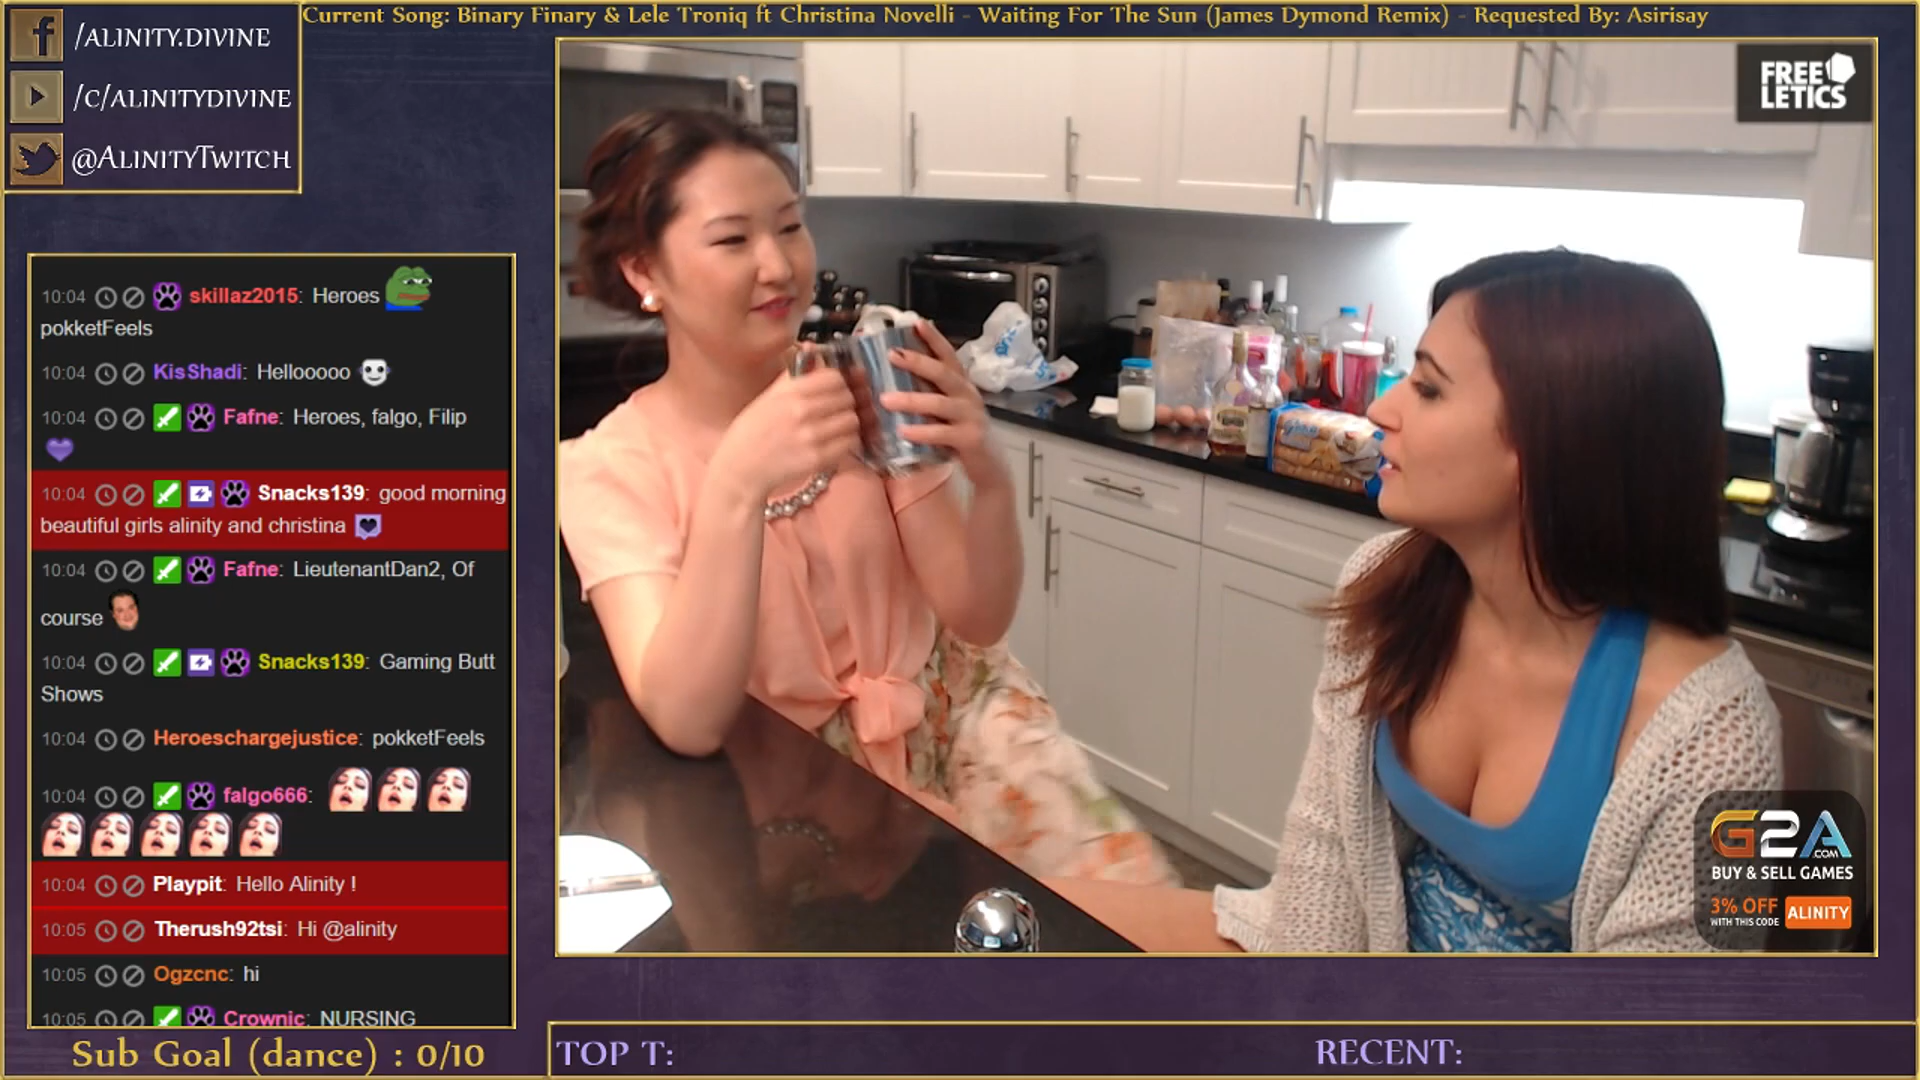 Current Song: Binary Finary & Lele Troniq ft Christina Novelli - Waiting For The Sun (James Dymond Remix) - Requested By: Asirisay
/ALINITY.DIVINE
/C/ALINITYDIVINE
@ALINITYTWITCH
FREE
LETICS
10:04 skillaz2015: Heroes
pokketFeels
10:04 KisShadi: Hellooooo
10:04 Fafne: Heroes, falgo, Filip
10:04 Snacks139: good morning
beautiful girls alinity and christina
10:04 Fafne: LieutenantDan2, Of
course
10:04 Snacks139: Gaming Butt
Shows
10:04 Heroeschargejustice: pokketFeels
10:04 falgo666:
10:04 Playpit: Hello Alinity !
10:05 Therush92tsi: Hi @alinity
10:05 Ogzcnc: hi
10:05 Crownic: NURSING
G2A
.COM
BUY & SELL GAMES
3% OFF
WITH THIS CODE
ALINITY
Sub Goal (dance) : 0/10
TOP T:
RECENT: